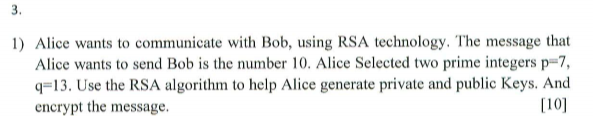 3.
1) Alice wants to communicate with Bob, using RSA technology. The message that
Alice wants to send Bob is the number 10. Alice Selected two prime integers p=7,
q=13. Use the RSA algorithm to help Alice generate private and public Keys. And
encrypt the message. [10]